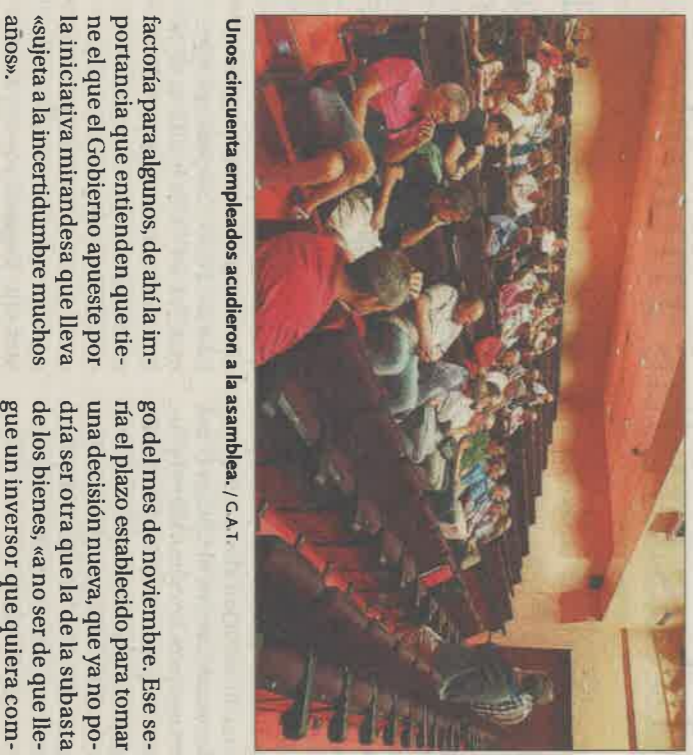 Unos cincuenta empleados acudieron a la asamblea. / G.A.T.
factoría para algunos, de ahí la im-
portancia que entienden que tie-
ne el que el Gobierno apueste por
la iniciativa mirandesa que lleva
«sujeta a la incertidumbre muchos
años».
go del mes de noviembre. Ese se-
ría el plazo establecido para tomar
una decisión nueva, que ya no po-
dría ser otra que la de la subasta
de los bienes, «a no ser de que lle-
gue un inversor que quiera com-